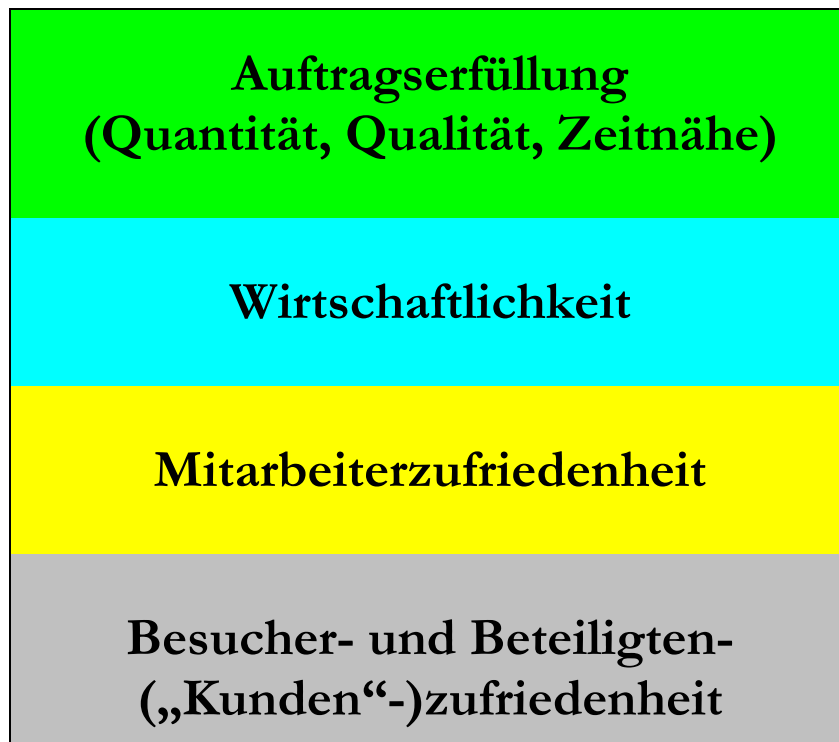 Auftragserfüllung
(Quantität, Qualität, Zeitnähe)
Wirtschaftlichkeit
Mitarbeiterzufriedenheit
Besucher- und Beteiligten-
(„Kunden“-)zufriedenheit